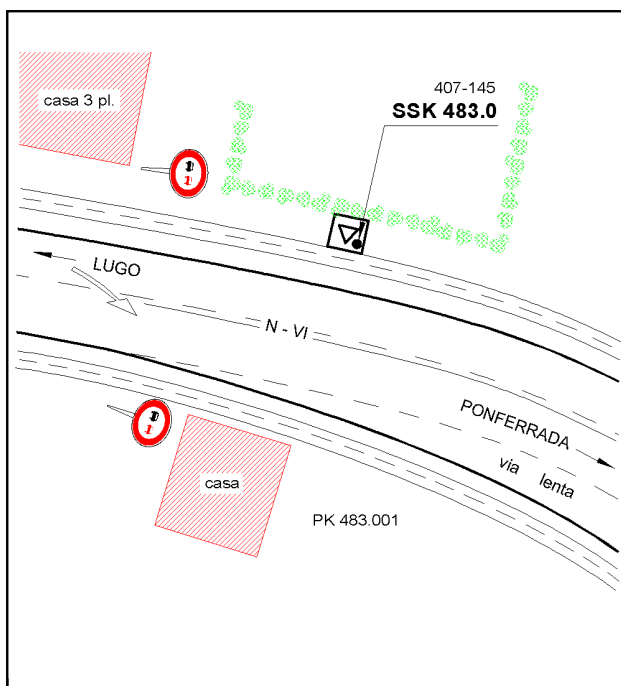 407-145
SSK 483.0
casa 3 pl.
LUGO
N - VI
PONFERRADA
via lenta
casa
PK 483.001